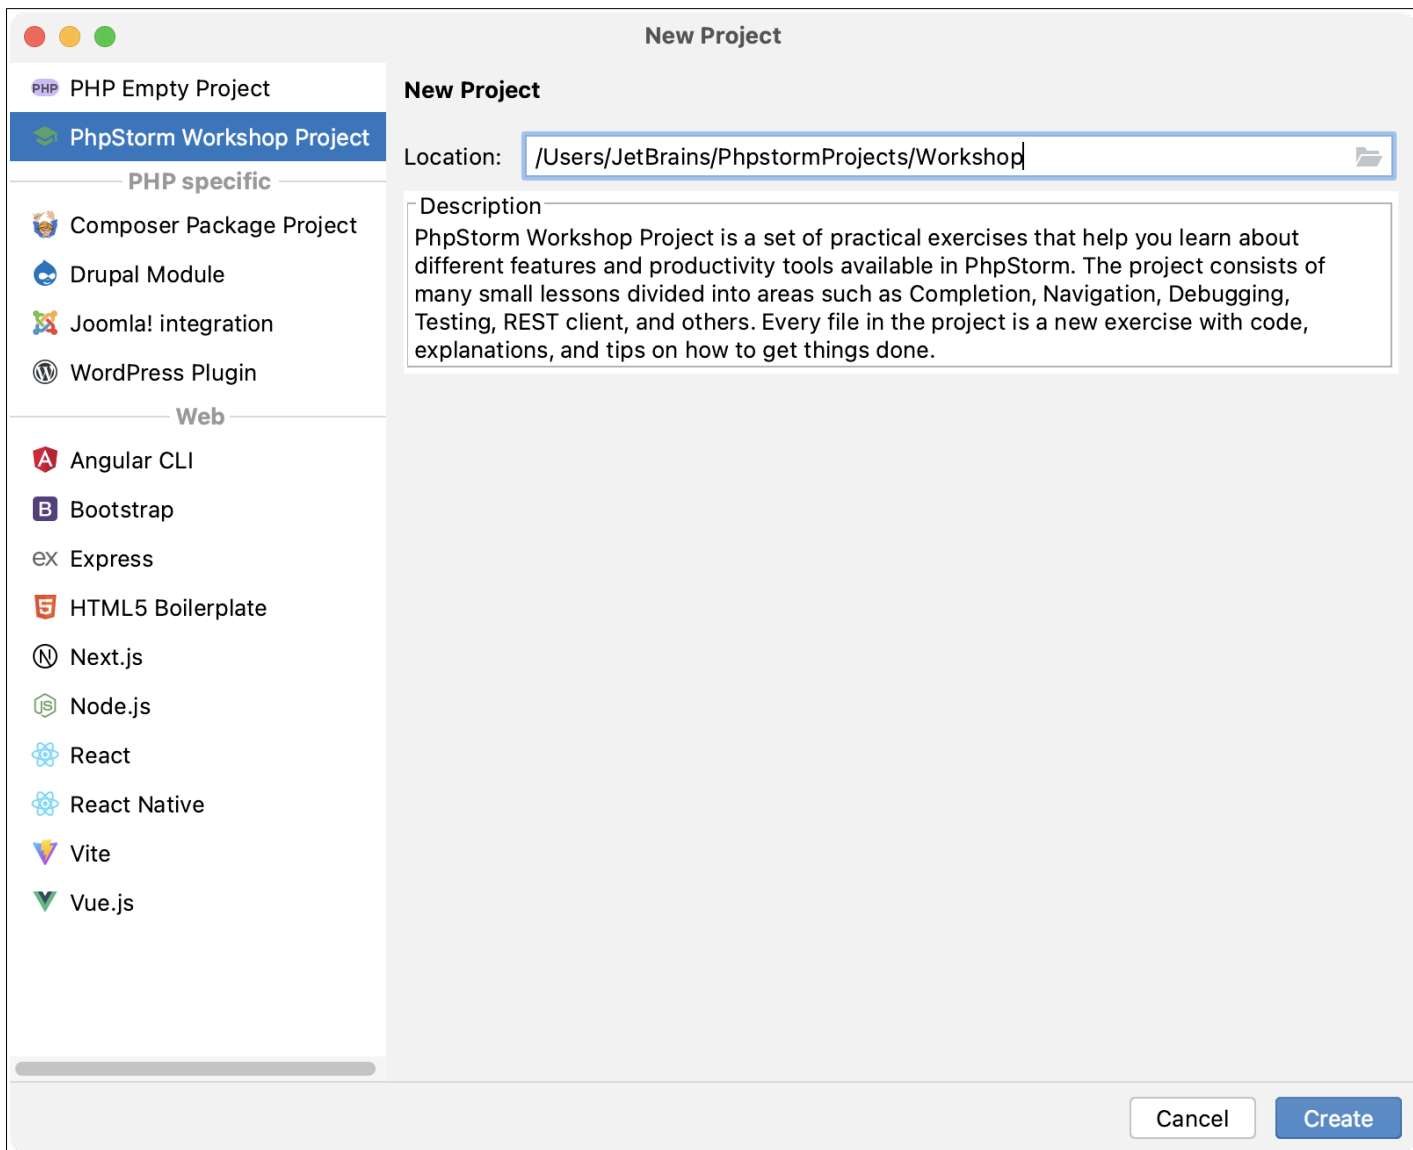 New Project
PHP PHP Empty Project
PhpStorm Workshop Project
PHP specific
Composer Package Project
Drupal Module
Joomla! integration
WordPress Plugin
Web
Angular CLI
B Bootstrap
ex Express
HTML5 Boilerplate
Next.js
JS Node.js
React
React Native
Vite
Vue.js
New Project
Location: /Users/JetBrains/PhpstormProjects/Workshop
Description
PhpStorm Workshop Project is a set of practical exercises that help you learn about
different features and productivity tools available in PhpStorm. The project consists of
many small lessons divided into areas such as Completion, Navigation, Debugging,
Testing, REST client, and others. Every file in the project is a new exercise with code,
explanations, and tips on how to get things done.
Cancel Create